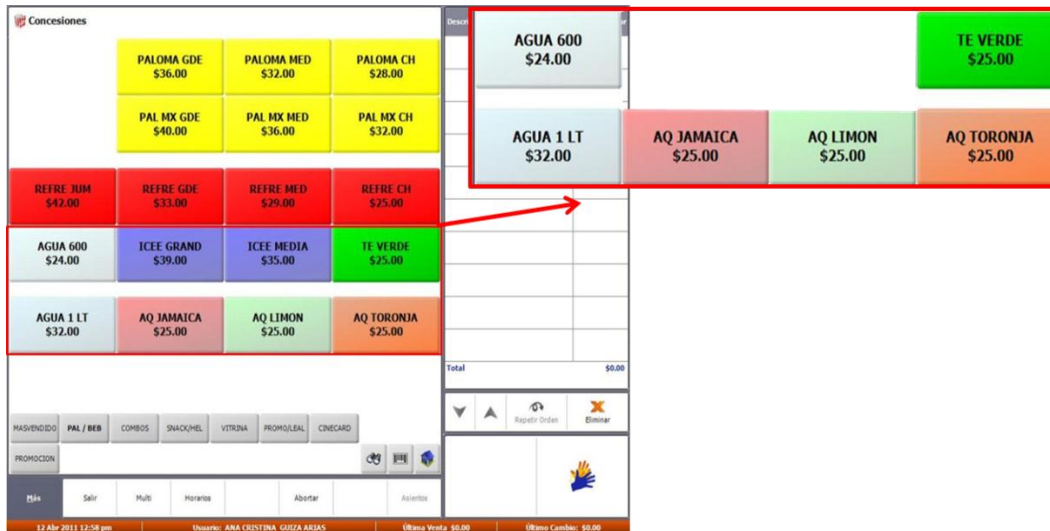 Concesiones
PALOMA GDE
$36.00
PALOMA MED
$32.00
PALOMA CH
$28.00
PAL MX GDE
$40.00
PAL MX MED
$36.00
PAL MX CH
$32.00
REFRE JUM
$42.00
REFRE GDE
$33.00
REFRE MED
$29.00
REFRE CH
$25.00
AGUA 600
$24.00
ICEE GRAND
$39.00
ICEE MEDIA
$35.00
TE VERDE
$25.00
AGUA 1 LT
$32.00
AQ JAMAICA
$25.00
AQ LIMON
$25.00
AQ TORONJA
$25.00
MASVENDIDO
PAL / BEB
COMBOS
SNACK/HEL
VITRINA
PROMO/LEAL
CINECARD
PROMOCION
Más
Salir
Multi
Horarios
Abortar
Asientos
Descri
AGUA 600
$24.00
TE VERDE
$25.00
AGUA 1 LT
$32.00
AQ JAMAICA
$25.00
AQ LIMON
$25.00
AQ TORONJA
$25.00
Total $0.00
Repetir Orden
Eliminar
12 Abr 2011 12:58 pm
Usuario: ANA CRISTINA GUIZA ARIAS
Última Venta $0.00
Último Cambio: $0.00